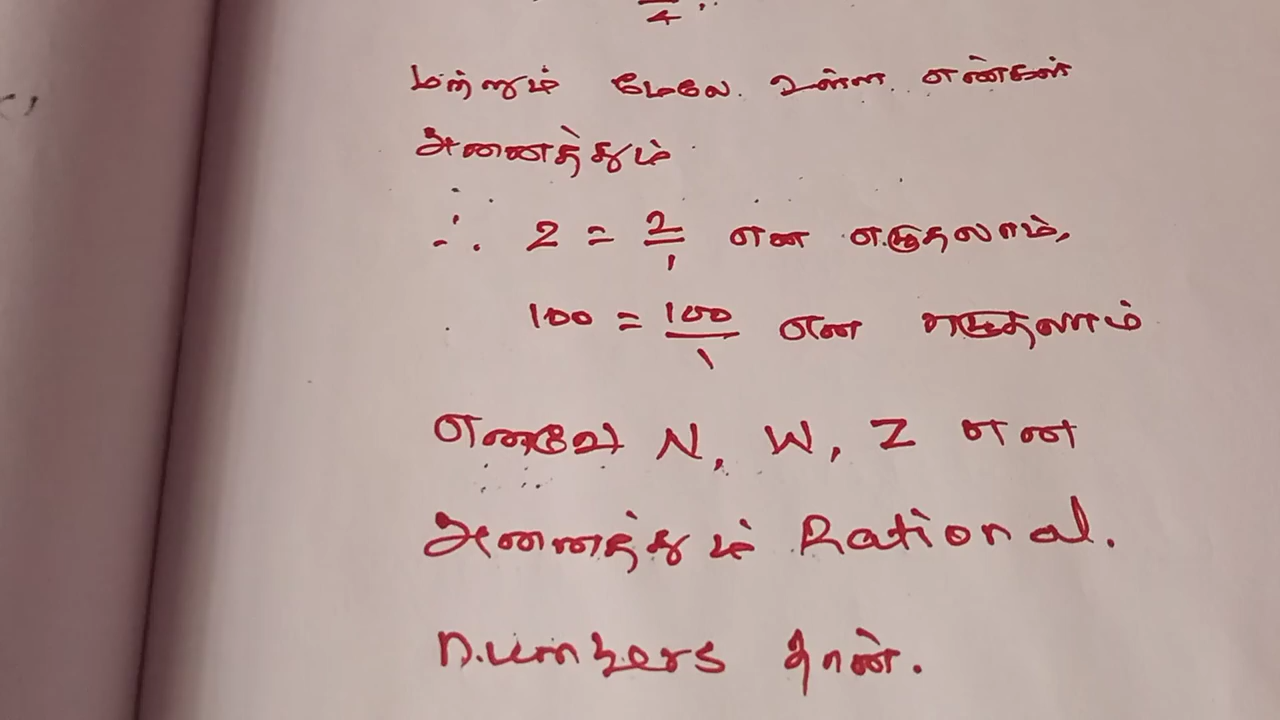 4
மற்றும் மேலே உள்ள எண்கள்
அனைத்தும்
∴ 2 = 2/1 என எழுதலாம்,
100 = 100/1 என எழுதலாம்
எனவே N, W, Z என
அனைத்தும் Rational.
Numbers தான்.